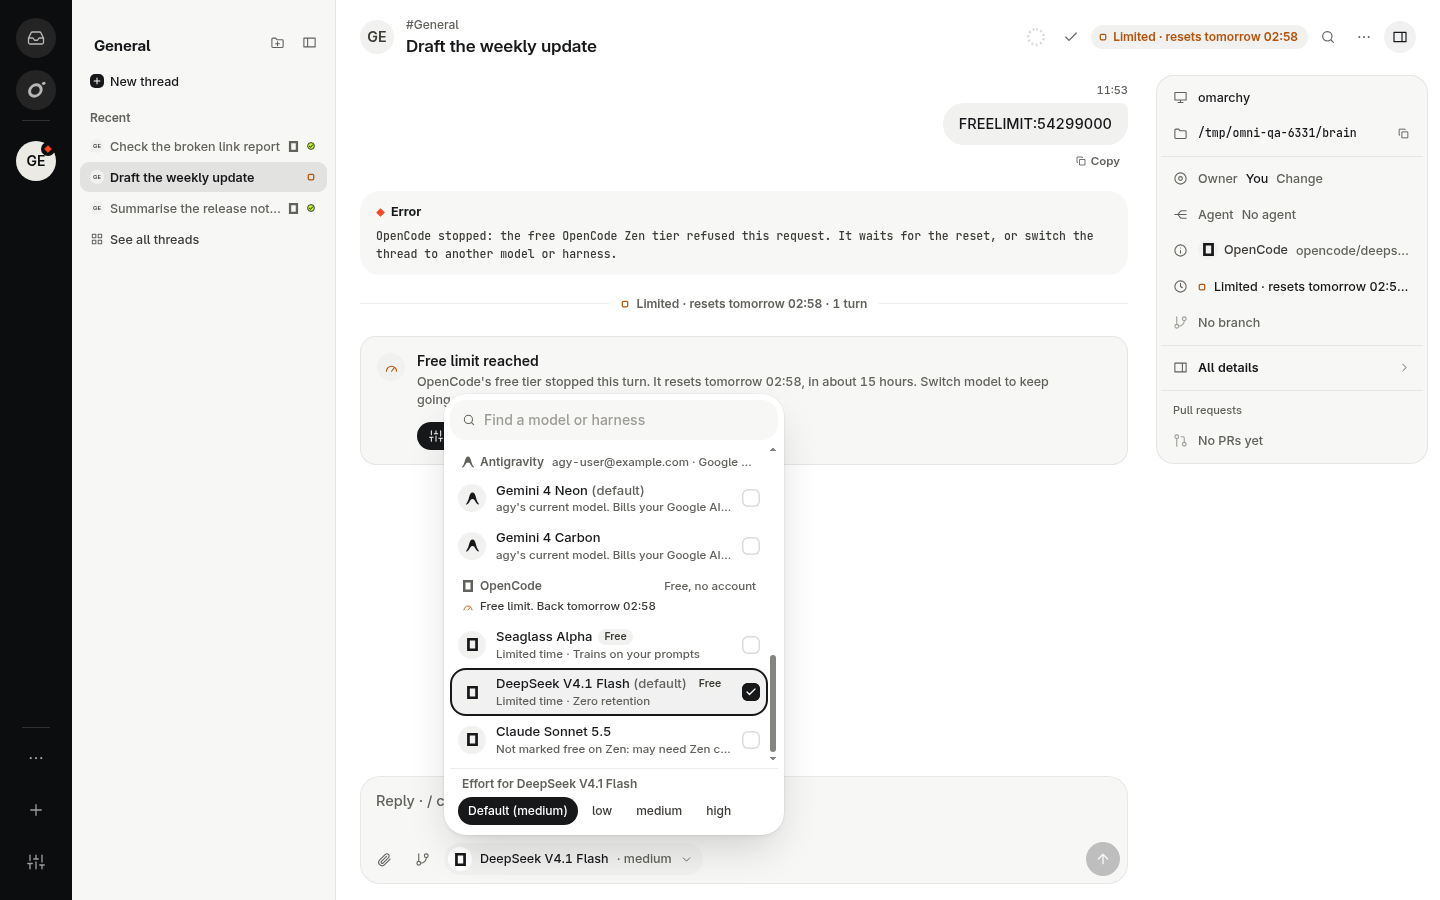 General
New thread
Recent
GE Check the broken link report
GE Draft the weekly update
GE Summarise the release not...
See all threads
GE
GE
#General
Draft the weekly update
Limited · resets tomorrow 02:58
11:53
FREELIMIT:54299000
Copy
Error
OpenCode stopped: the free OpenCode Zen tier refused this request. It waits for the reset, or switch the
thread to another model or harness.
Limited · resets tomorrow 02:58 · 1 turn
Free limit reached
OpenCode's free tier stopped this turn. It resets tomorrow 02:58, in about 15 hours. Switch model to keep
going
Find a model or harness
Antigravity agy-user@example.com · Google ...
Gemini 4 Neon (default)
agy's current model. Bills your Google AI...
Gemini 4 Carbon
agy's current model. Bills your Google AI...
OpenCode Free, no account
Free limit. Back tomorrow 02:58
Seaglass Alpha Free
Limited time · Trains on your prompts
DeepSeek V4.1 Flash (default) Free
Limited time · Zero retention
Claude Sonnet 5.5
Not marked free on Zen: may need Zen c...
Effort for DeepSeek V4.1 Flash
Default (medium) low medium high
Reply · / c
DeepSeek V4.1 Flash · medium
omarchy
/tmp/omni-qa-6331/brain
Owner You Change
Agent No agent
OpenCode opencode/deeps...
Limited · resets tomorrow 02:5...
No branch
All details
Pull requests
No PRs yet